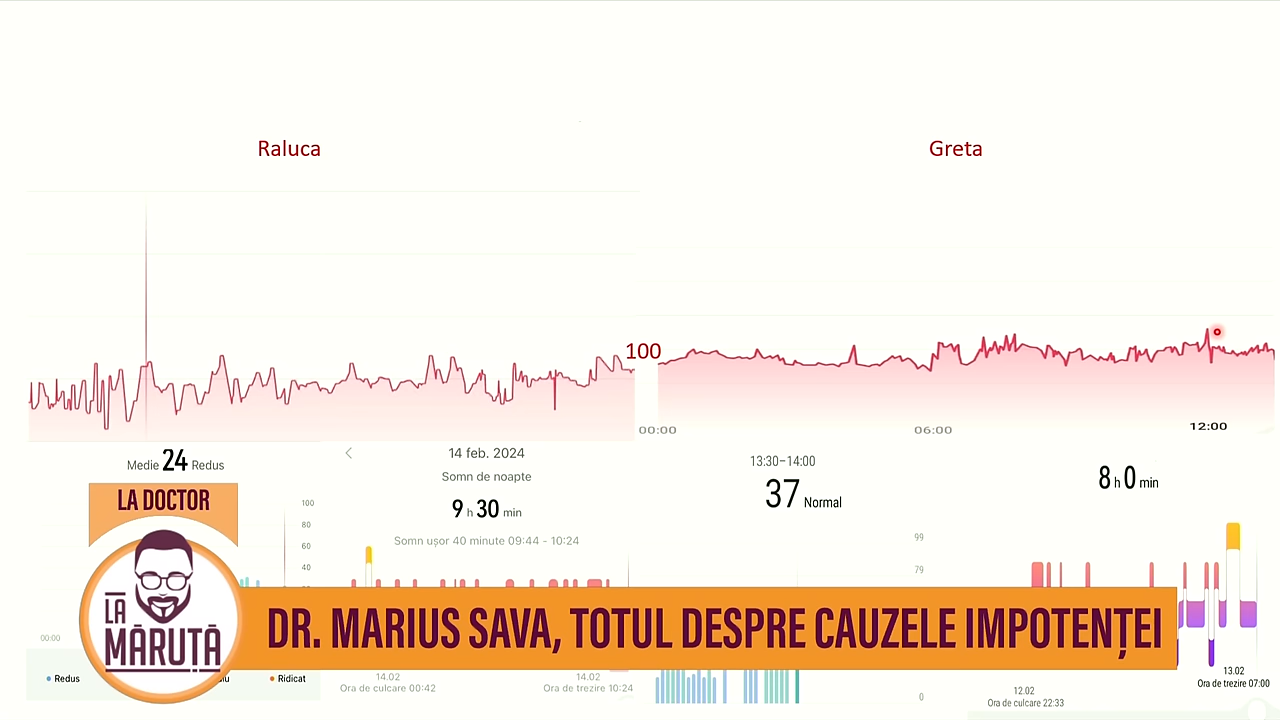 Raluca
Greta
100
00:00
06:00
12:00
Medie 24 Redus
14 feb. 2024
Somn de noapte
9 h 30 min
Somn ușor 40 minute 09:44 - 10:24
13:30–14:00
37 Normal
8 h 0 min
100
80
60
40
99
79
0
LA DOCTOR
LA
MĂRUȚĂ
DR. MARIUS SAVA, TOTUL DESPRE CAUZELE IMPOTENȚEI
00:00
Redus
Ridicat
14.02
Ora de culcare 00:42
14.02
Ora de trezire 10:24
12.02
Ora de culcare 22:33
13.02
Ora de trezire 07:00